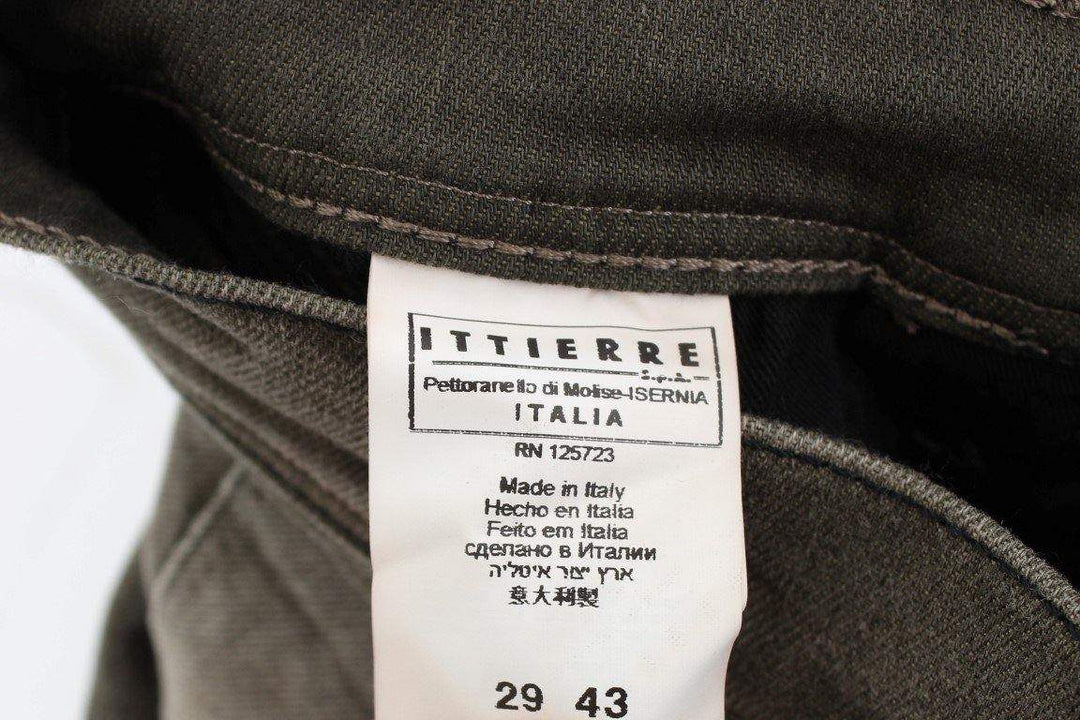 ITTIERRE
S.p.A.
Pettoranello di Molise-ISERNIA
ITALIA
RN 125723
Made in Italy
Hecho en Italia
Feito em Italia
сделано в Италии
ארץ יצור איטליה
意大利製
29 43